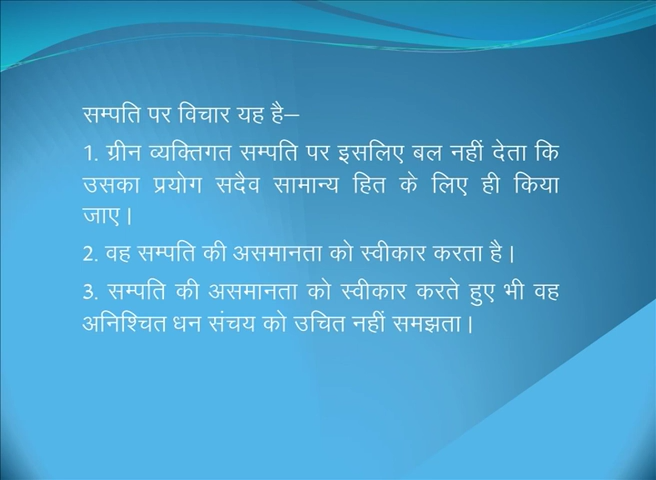 सम्पति पर विचार यह है–
1. ग्रीन व्यक्तिगत सम्पति पर इसलिए बल नहीं देता कि
उसका प्रयोग सदैव सामान्य हित के लिए ही किया
जाए।
2. वह सम्पति की असमानता को स्वीकार करता है।
3. सम्पति की असमानता को स्वीकार करते हुए भी वह
अनिश्चित धन संचय को उचित नहीं समझता।